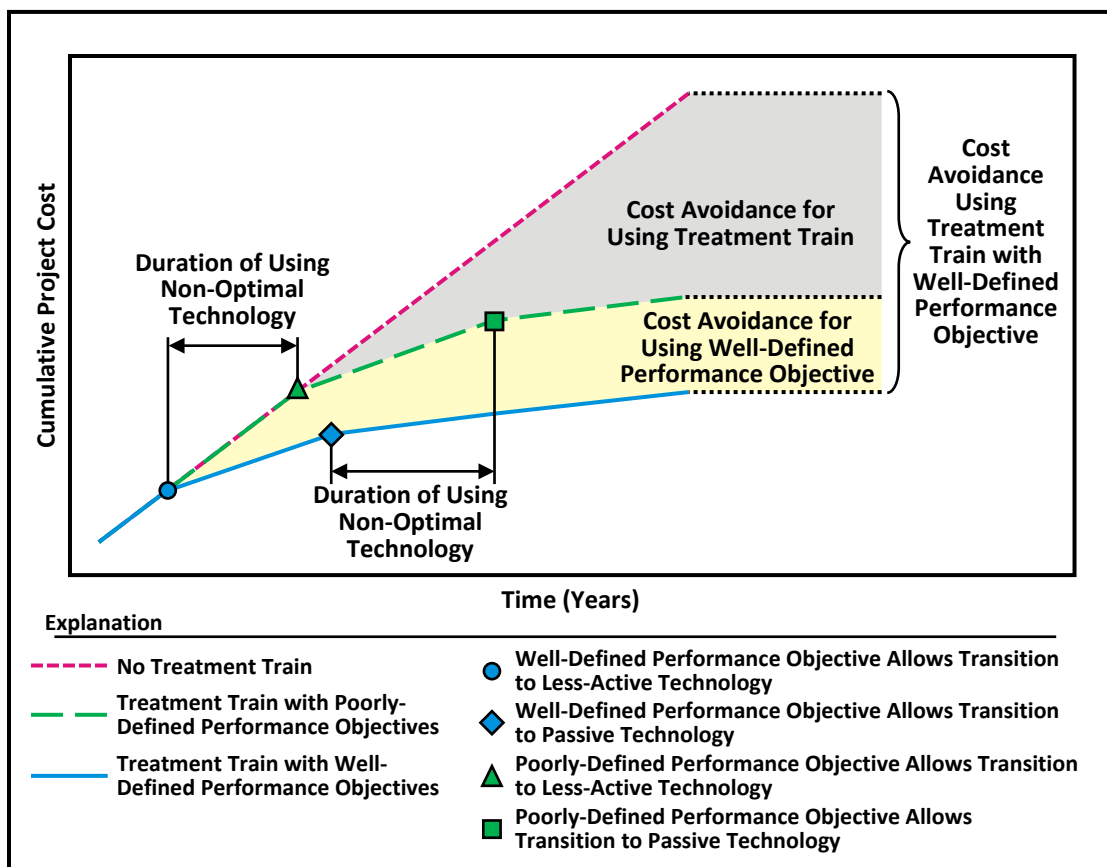 Cumulative Project Cost
Duration of Using
Non-Optimal
Technology
Cost Avoidance for
Using Treatment Train
Cost Avoidance for
Using Well-Defined
Performance Objective
Duration of Using
Non-Optimal
Technology
Cost
Avoidance
Using
Treatment
Train with
Well-Defined
Performance
Objective
Time (Years)
Explanation
No Treatment Train
Treatment Train with Poorly-
Defined Performance Objectives
Treatment Train with Well-
Defined Performance Objectives
Well-Defined Performance Objective Allows Transition
to Less-Active Technology
Well-Defined Performance Objective Allows Transition
to Passive Technology
Poorly-Defined Performance Objective Allows Transition
to Less-Active Technology
Poorly-Defined Performance Objective Allows
Transition to Passive Technology